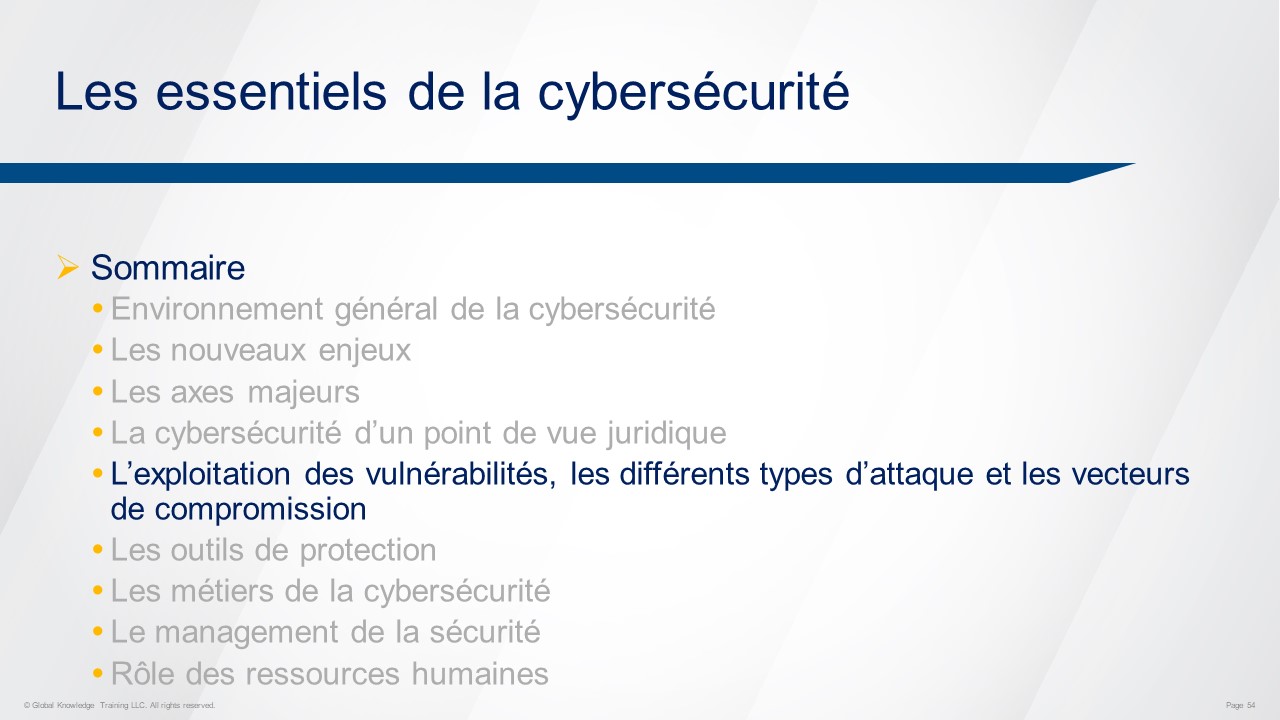 Les essentiels de la cybersécurité
Sommaire
Environnement général de la cybersécurité
Les nouveaux enjeux
Les axes majeurs
La cybersécurité d’un point de vue juridique
L’exploitation des vulnérabilités, les différents types d’attaque et les vecteurs
de compromission
Les outils de protection
Les métiers de la cybersécurité
Le management de la sécurité
Rôle des ressources humaines
© Global Knowledge Training LLC. All rights reserved.
Page 54